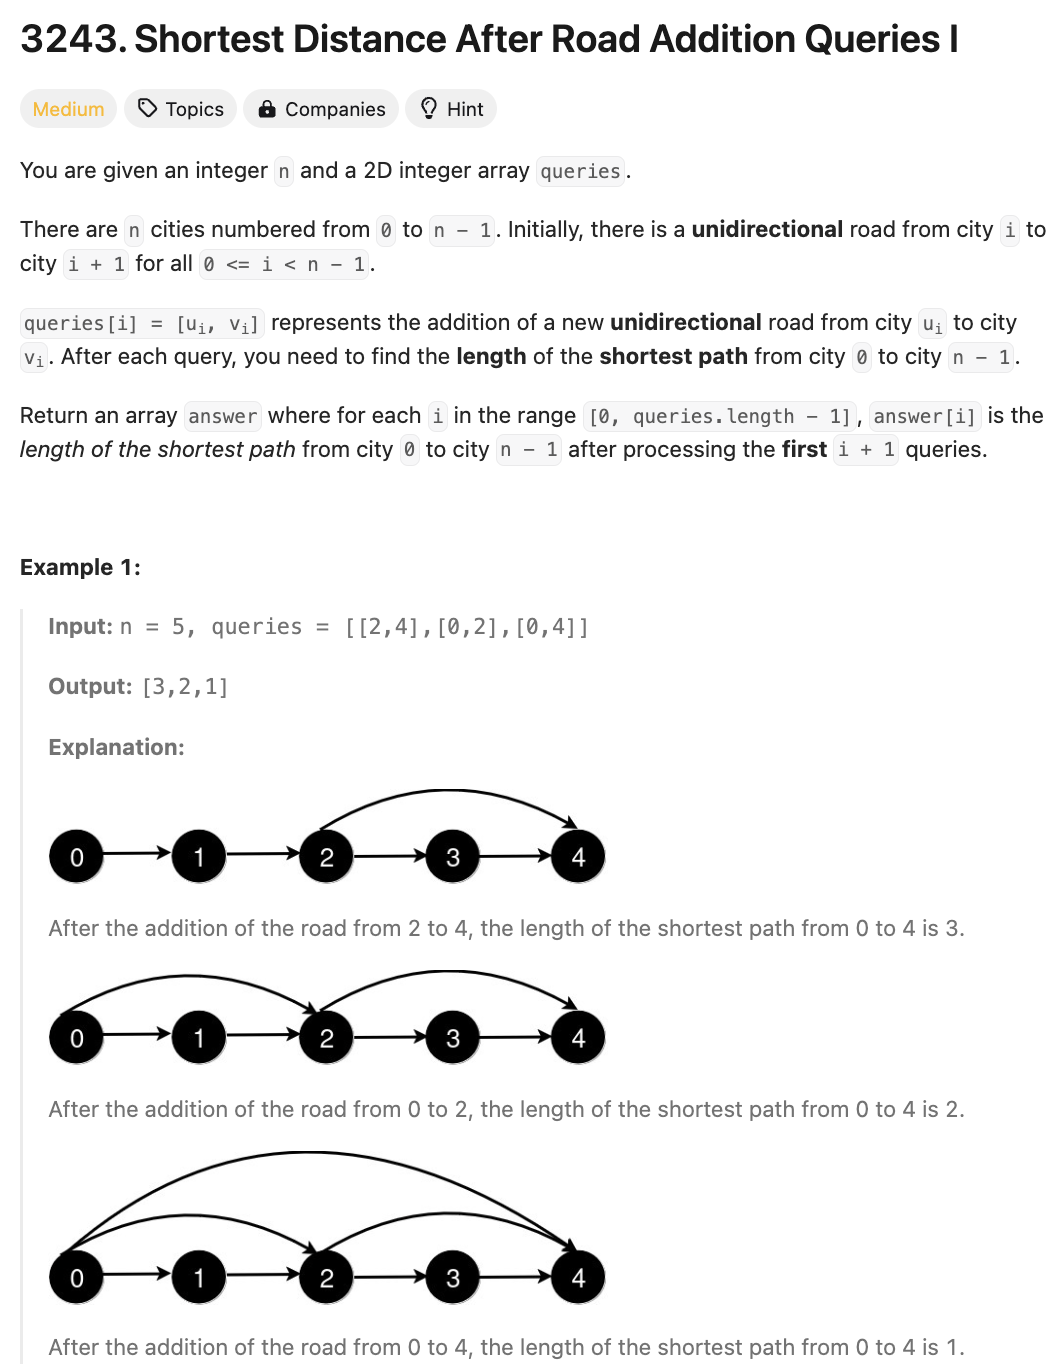 3243. Shortest Distance After Road Addition Queries I
Medium Topics Companies Hint
You are given an integer n and a 2D integer array queries.
There are n cities numbered from 0 to n - 1. Initially, there is a unidirectional road from city i to
city i + 1 for all 0 <= i < n - 1.
queries[i] = [uᵢ, vᵢ] represents the addition of a new unidirectional road from city uᵢ to city
vᵢ. After each query, you need to find the length of the shortest path from city 0 to city n - 1.
Return an array answer where for each i in the range [0, queries.length - 1], answer[i] is the
length of the shortest path from city 0 to city n - 1 after processing the first i + 1 queries.
Example 1:
Input: n = 5, queries = [[2,4],[0,2],[0,4]]
Output: [3,2,1]
Explanation:
0 1 2 3 4
After the addition of the road from 2 to 4, the length of the shortest path from 0 to 4 is 3.
0 1 2 3 4
After the addition of the road from 0 to 2, the length of the shortest path from 0 to 4 is 2.
0 1 2 3 4
After the addition of the road from 0 to 4, the length of the shortest path from 0 to 4 is 1.